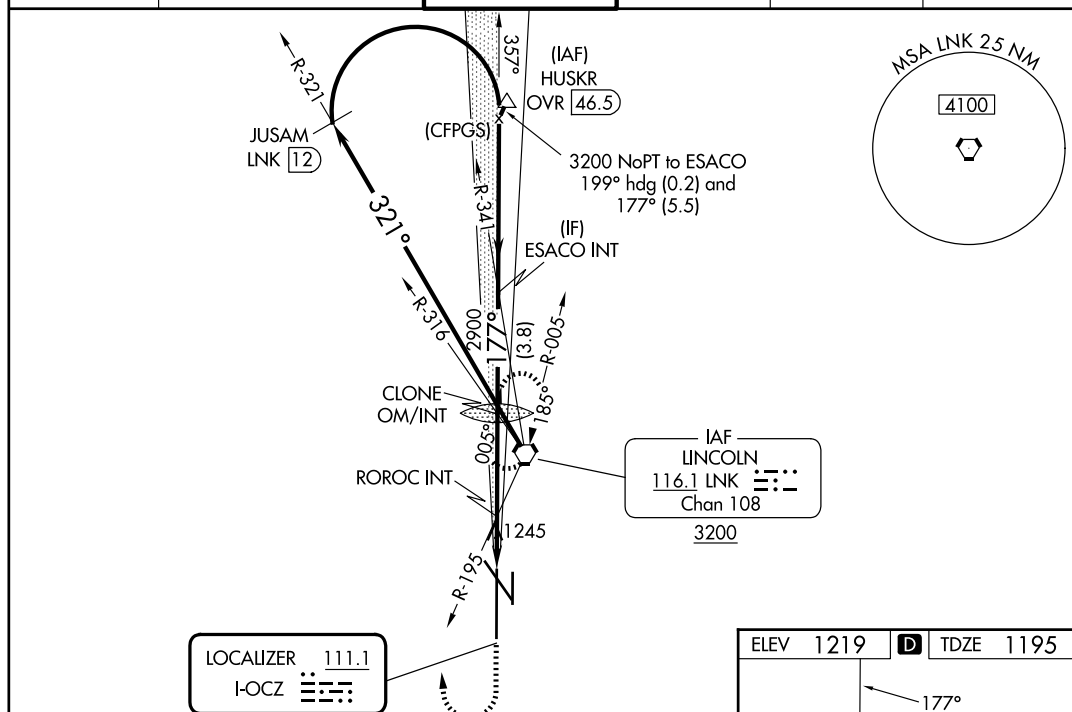 R-321
JUSAM
LNK 12
357°
(IAF)
HUSKR
OVR 46.5
(CFPGS)
x
3200 NoPT to ESACO
199° hdg (0.2) and
177° (5.5)
MSA LNK 25 NM
4100
321°
R-341
(IF)
ESACO INT
R-316
2900
177°
(3.8)
R-005
185°
CLONE
OM/INT
005°
ROROC INT
IAF
LINCOLN
116.1 LNK
Chan 108
3200
1245
R-195
LOCALIZER 111.1
I-OCZ
ELEV 1219 D TDZE 1195
177°